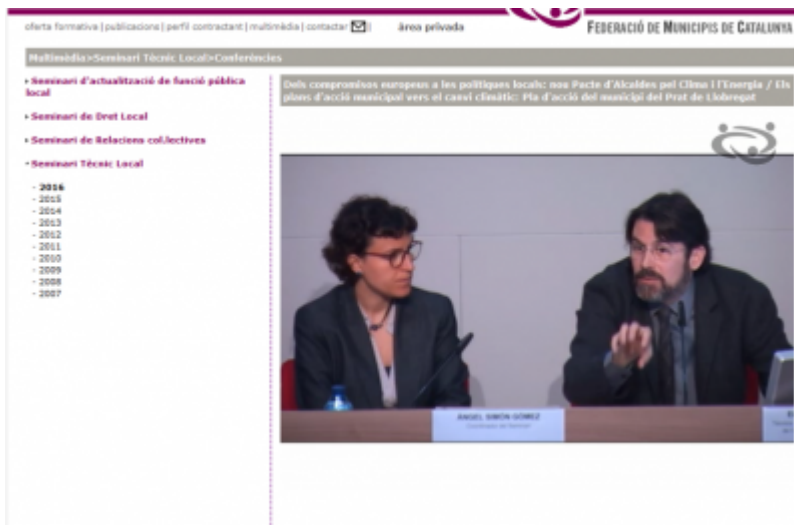 oferta formativa | publicacions | perfil contractant | multimèdia | contactar | àrea privada
FEDERACIÓ DE MUNICIPIS DE CATALUNYA
Multimèdia>Seminari Tècnic Local>Conferències
Seminari d'actualització de funció pública
local
Seminari de Dret Local
Seminari de Relacions col.lectives
Seminari Tècnic Local
- 2016
- 2015
- 2014
- 2013
- 2012
- 2011
- 2010
- 2009
- 2008
- 2007
Dels compromisos europeus a les polítiques locals: nou Pacte d'Alcaldes pel Clima i l'Energia / Els
plans d'acció municipal vers el canvi climàtic: Pla d'acció del municipi del Prat de Llobregat
ÀNGEL SIMÓN GÓMEZ